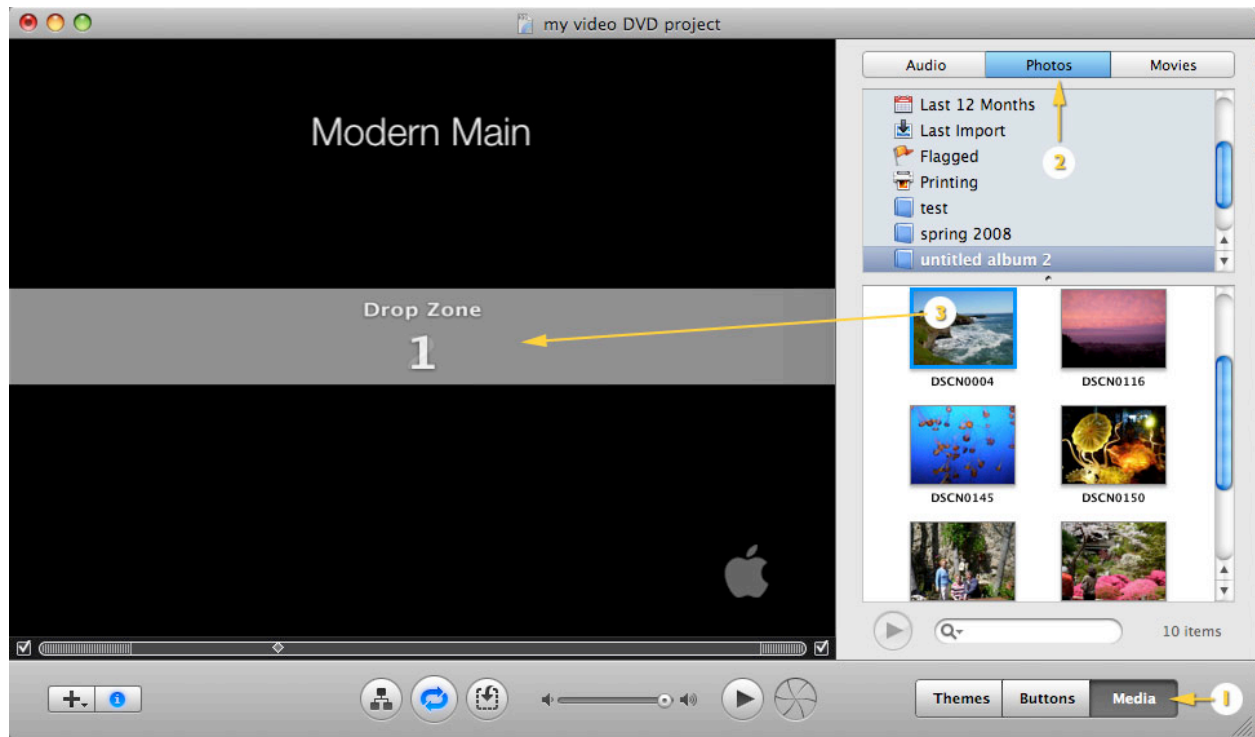 my video DVD project
Modern Main
Drop Zone
1
Audio Photos Movies
Last 12 Months
Last Import
Flagged
Printing
test
spring 2008
untitled album 2
2
3
DSCN0004 DSCN0116
DSCN0145 DSCN0150
10 items
Themes Buttons Media
1